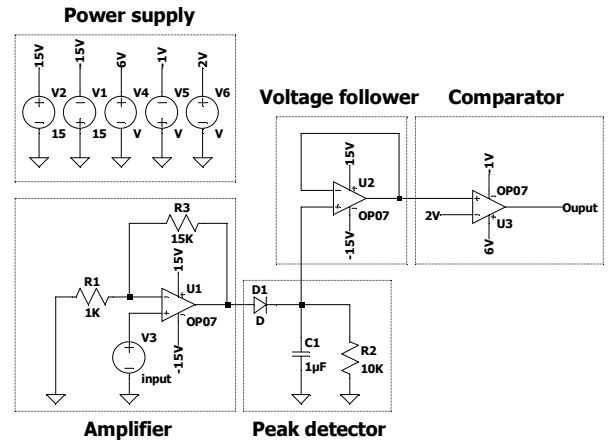 Power supply
15V
-15V
6V
-1V
2V
V2
V1
V4
V5
V6
15
15
V
V
V
Voltage follower
Comparator
15V
U2
OP07
-15V
-1V
OP07
2V
U3
6V
Ouput
R3
15K
15V
R1
U1
1K
OP07
V3
-15V
input
D1
D
C1
1µF
R2
10K
Amplifier
Peak detector